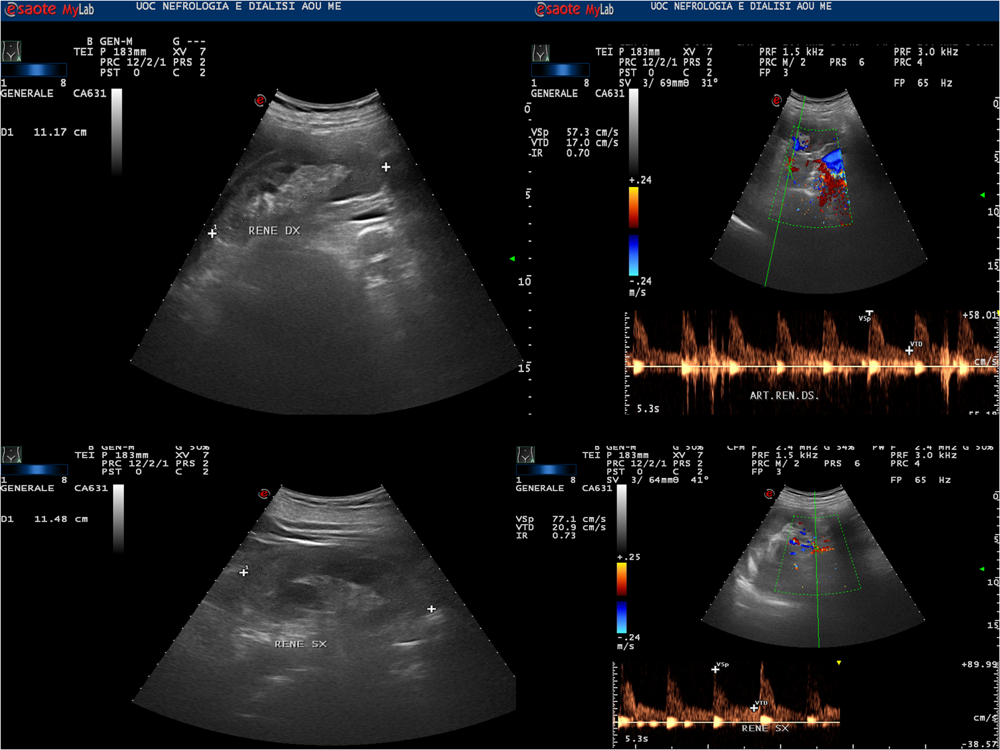 esaote MyLab UOC NEFROLOGIA E DIALISI AOU ME
B GEN-M G ---
TEI P 183mm XV 7
PRC 12/2/1 PRS 2
PST 0 C 2
1 8
GENERALE CA631
D1 11.17 cm
0
5
10
15
1
RENE DX
esaote MyLab UOC NEFROLOGIA E DIALISI AOU ME
TEI P 183mm XV 7 PRF 1.5 kHz PRF 3.0 kHz
PRC 12/2/1 PRS 2 PRC M/ 2 PRS 6 PRC 4
PST 0 C 2 FP 3
1 8 SV 3/ 69mmθ 31° FP 65 Hz
GENERALE CA631
VSp 57.3 cm/s
VTD 17.0 cm/s
IR 0.70
+.24
-.24
m/s
0
5
10
15
VSp
+58.01
VTD
cm/s
ART.REN.DS.
5.3s
B GEN-M G 50%
TEI P 183mm XV 7
PRC 12/2/1 PRS 2
PST 0 C 2
1 8
GENERALE CA631
D1 11.48 cm
1
RENE SX
B GEN-M G 50% CFM F 2.4 MHz G 54% PW F 2.4 MHz G 50%
TEI P 183mm XV 7 PRF 1.5 kHz PRF 3.0 kHz
PRC 12/2/1 PRS 2 PRC M/ 2 PRS 6 PRC 4
PST 0 C 2 FP 3
1 8 SV 3/ 64mmθ 41° FP 65 Hz
GENERALE CA631
VSp 77.1 cm/s
VTD 20.9 cm/s
IR 0.73
+.25
-.24
m/s
0
5
10
15
VSp
+89.99
VTD
cm/s
RENE SX
5.3s
-38.57